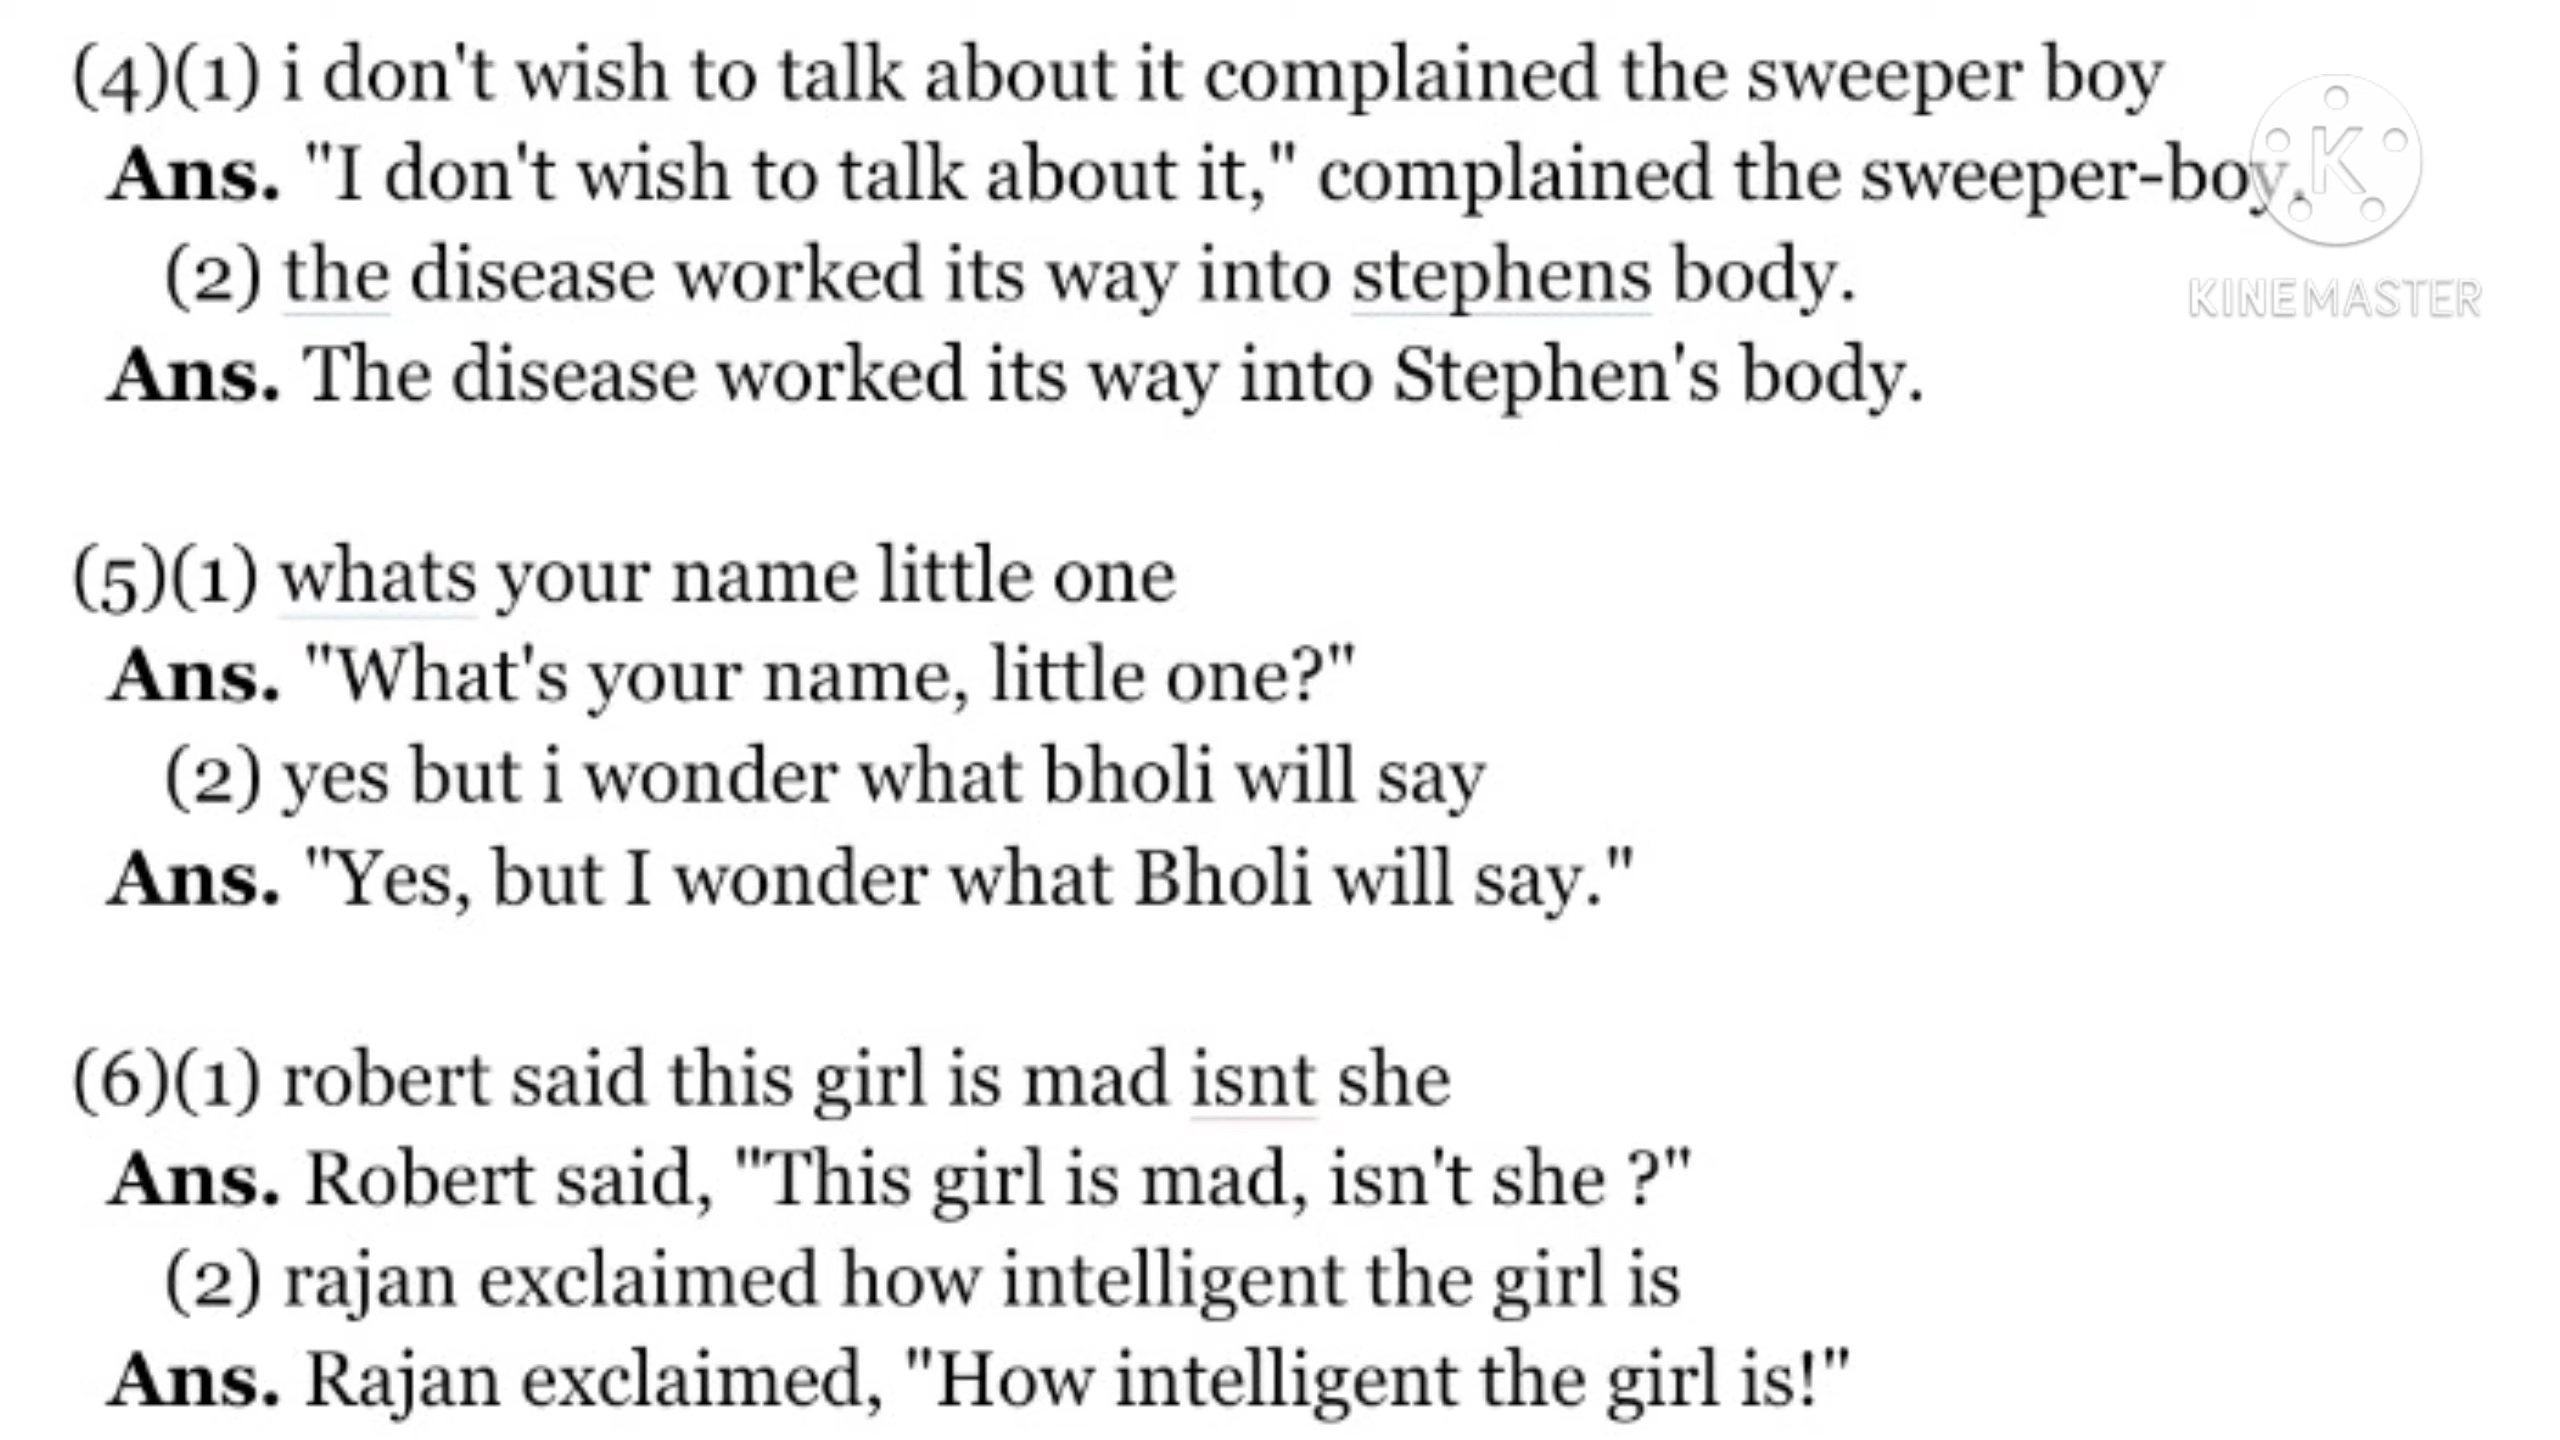 (4)(1) i don't wish to talk about it complained the sweeper boy
Ans. "I don't wish to talk about it," complained the sweeper-boy.
(2) the disease worked its way into stephens body.
Ans. The disease worked its way into Stephen's body.
(5)(1) whats your name little one
Ans. "What's your name, little one?"
(2) yes but i wonder what bholi will say
Ans. "Yes, but I wonder what Bholi will say."
(6)(1) robert said this girl is mad isnt she
Ans. Robert said, "This girl is mad, isn't she ?"
(2) rajan exclaimed how intelligent the girl is
Ans. Rajan exclaimed, "How intelligent the girl is!"
K
KINEMASTER